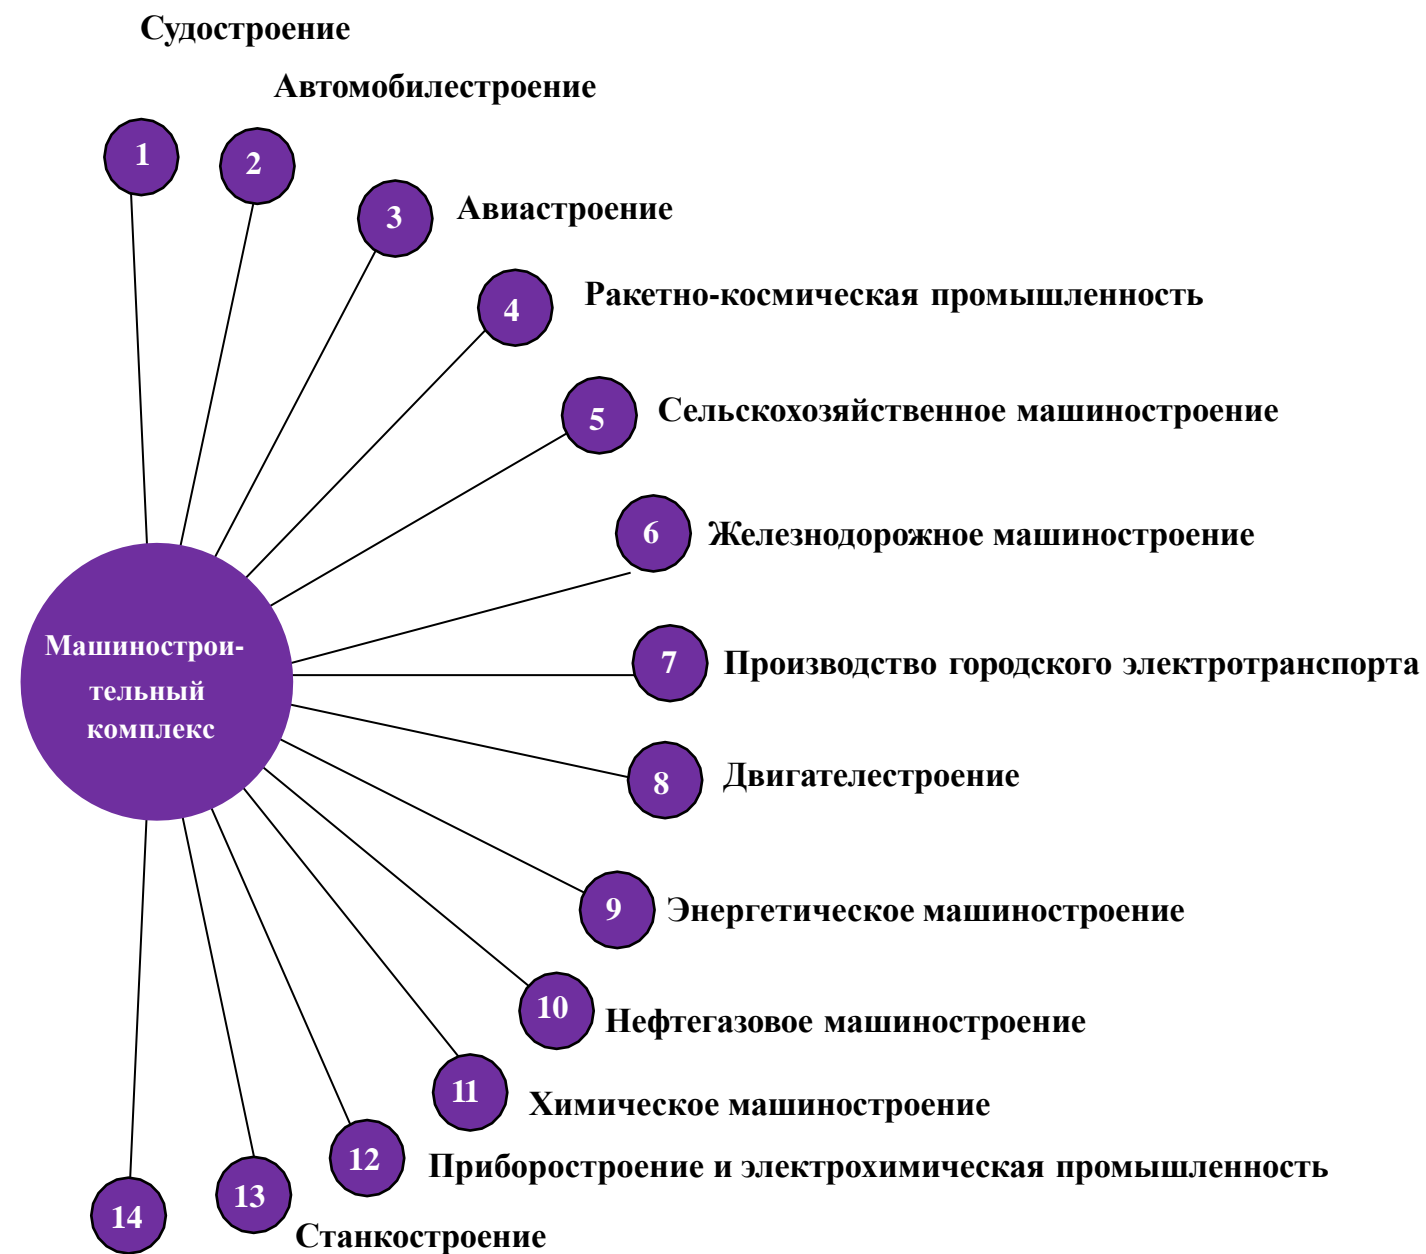 Судостроение
Автомобилестроение
1
2
3
Авиастроение
4
Ракетно-космическая промышленность
5
Сельскохозяйственное машиностроение
6
Железнодорожное машиностроение
Машинострои-
тельный
комплекс
7
Производство городского электротранспорта
8
Двигателестроение
9
Энергетическое машиностроение
10
Нефтегазовое машиностроение
11
Химическое машиностроение
12
Приборостроение и электрохимическая промышленность
13
Станкостроение
14